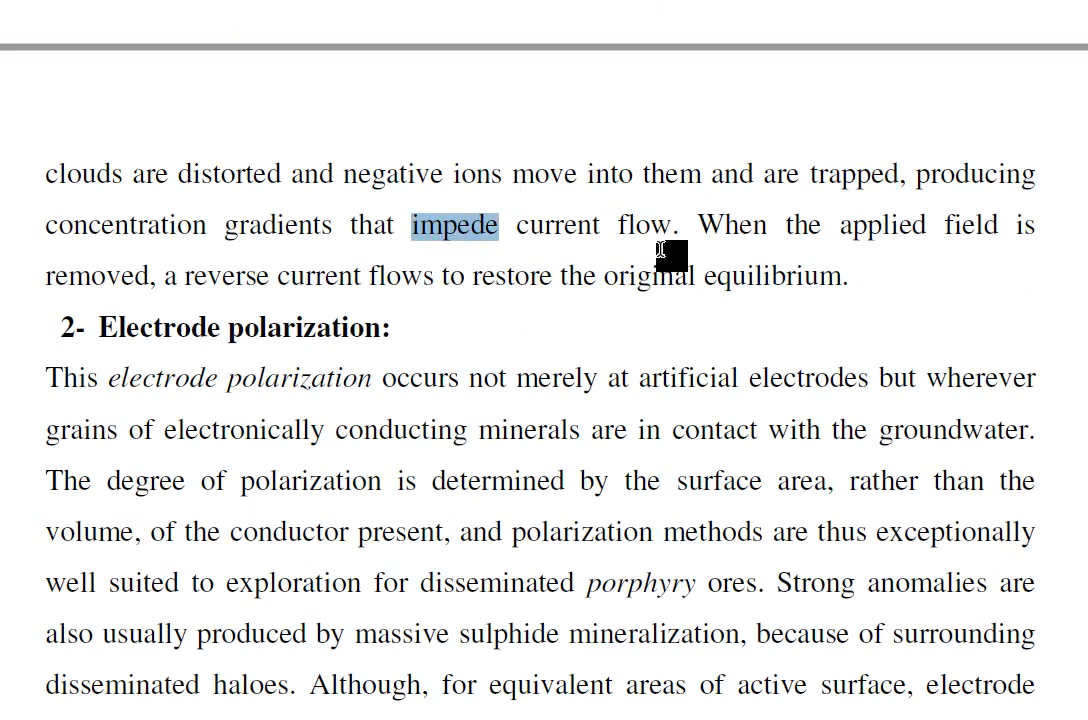 clouds are distorted and negative ions move into them and are trapped, producing
concentration gradients that impede current flow. When the applied field is
removed, a reverse current flows to restore the original equilibrium.
2- Electrode polarization:
This electrode polarization occurs not merely at artificial electrodes but wherever
grains of electronically conducting minerals are in contact with the groundwater.
The degree of polarization is determined by the surface area, rather than the
volume, of the conductor present, and polarization methods are thus exceptionally
well suited to exploration for disseminated porphyry ores. Strong anomalies are
also usually produced by massive sulphide mineralization, because of surrounding
disseminated haloes. Although, for equivalent areas of active surface, electrode